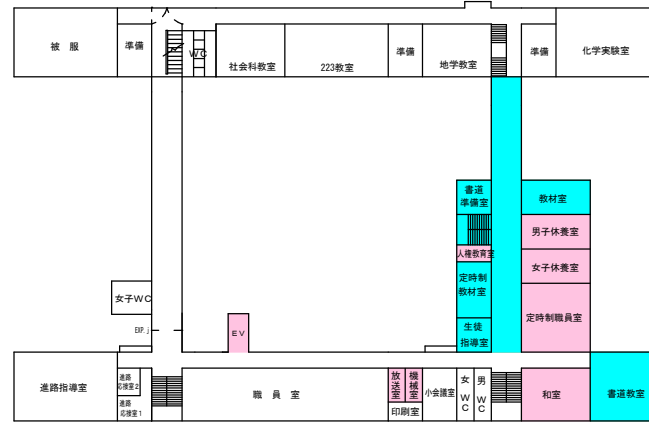 被 服
準備
WC
社会科教室
223教室
準備
地学教室
準備
化学実験室
書道
準備室
教材室
男子休養室
人権教育室
女子休養室
定時制
教材室
定時制職員室
女子WC
EXP.j
EV
生徒
指導室
進路指導室
進路
応接室2
進路
応接室1
職 員 室
放送室
機械室
印刷室
小会議室
女WC
男WC
和室
書道教室